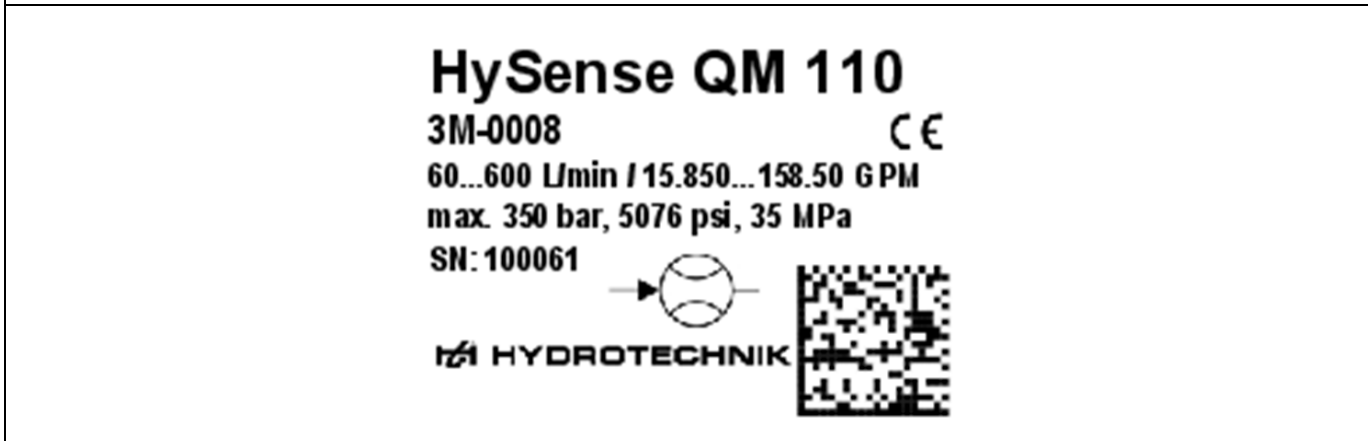 HySense QM 110
3M-0008 CE
60...600 L/min / 15.850...158.50 GPM
max. 350 bar, 5076 psi, 35 MPa
SN: 100061
HYDROTECHNIK